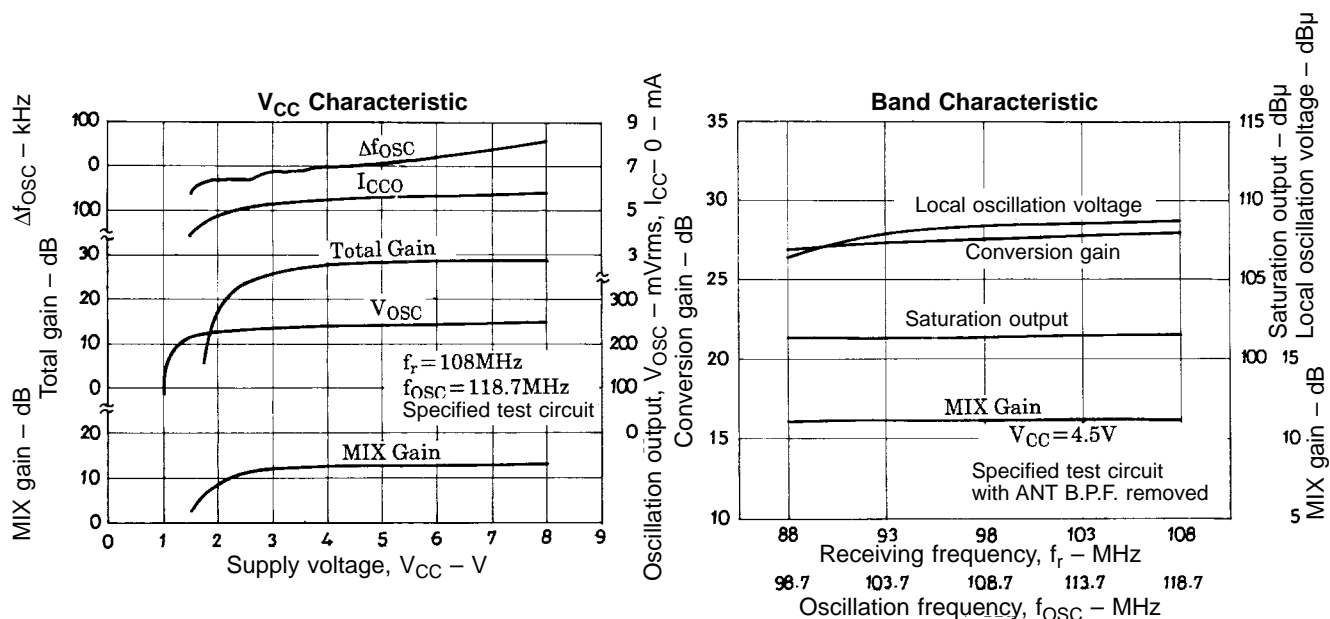 VCC Characteristic
ΔfOSC – kHz
Total gain – dB
MIX gain – dB
100
0
100
30
20
10
0
20
10
0
ΔfOSC
ICCO
Total Gain
VOSC
fr=108MHz
fOSC=118.7MHz
Specified test circuit
MIX Gain
9
7
5
3
300
200
100
0
Oscillation output, VOSC – mVrms, ICC– 0 – mA
0 1 2 3 4 5 6 7 8 9
Supply voltage, VCC – V
Band Characteristic
Conversion gain – dB
35
30
25
20
15
10
Local oscillation voltage
Conversion gain
Saturation output
MIX Gain
VCC=4.5V
Specified test circuit
with ANT B.P.F. removed
115
110
105
100
15
10
5
Saturation output – dBμ
Local oscillation voltage – dBμ
MIX gain – dB
88 93 98 103 108
Receiving frequency, fr – MHz
98.7 103.7 108.7 113.7 118.7
Oscillation frequency, fOSC – MHz